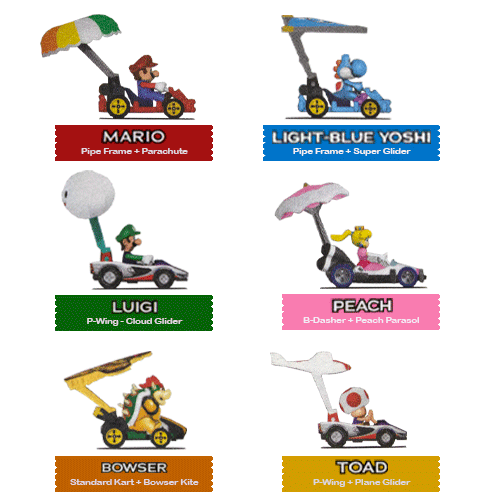 MARIO
Pipe Frame + Parachute
LIGHT-BLUE YOSHI
Pipe Frame + Super Glider
LUIGI
P-Wing - Cloud Glider
PEACH
B-Dasher + Peach Parasol
BOWSER
Standard Kart + Bowser Kite
TOAD
P-Wing + Plane Glider